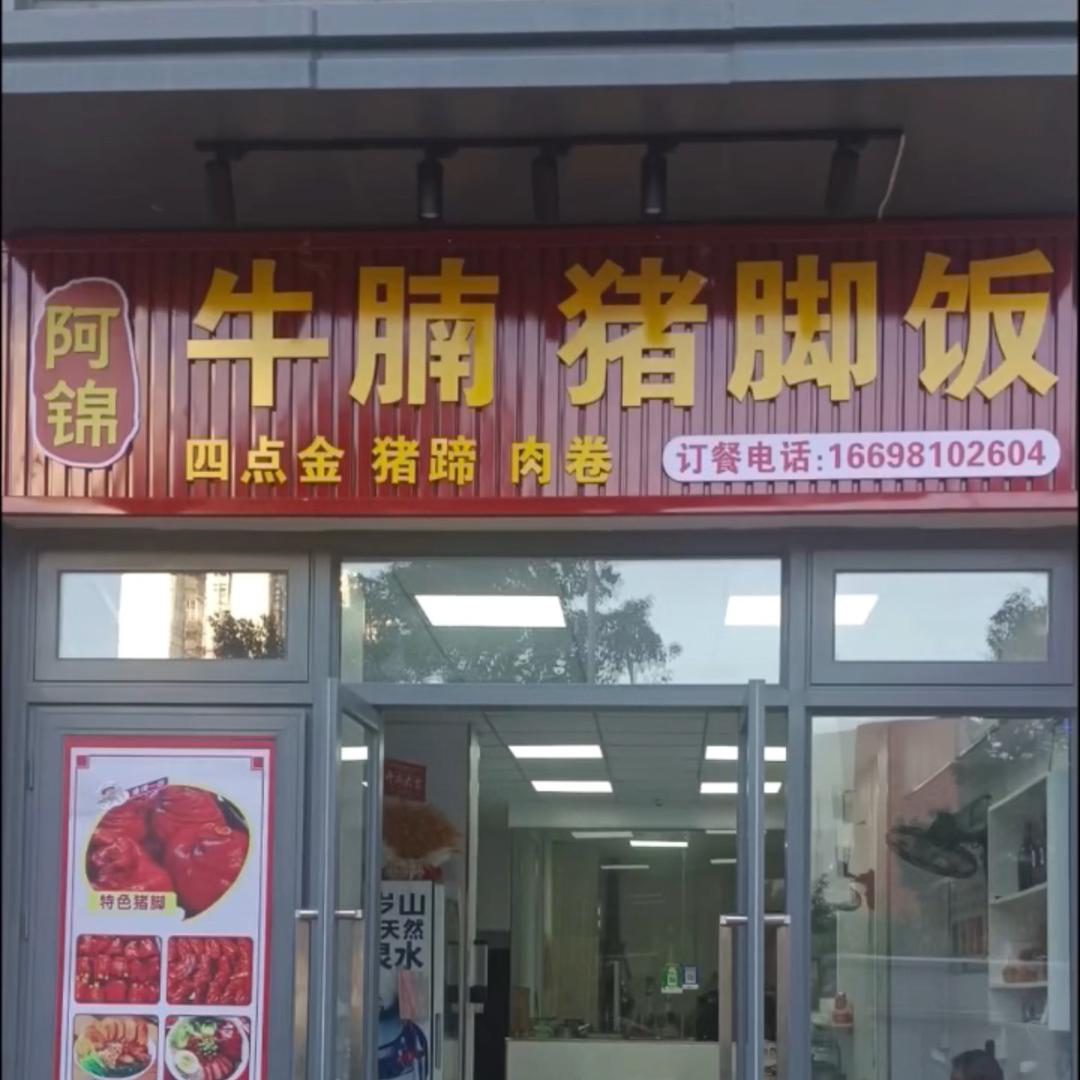 阿锦
牛腩 猪脚饭
四点金 猪蹄 肉卷
订餐电话:16698102604
特色猪脚
山
天然
泉水